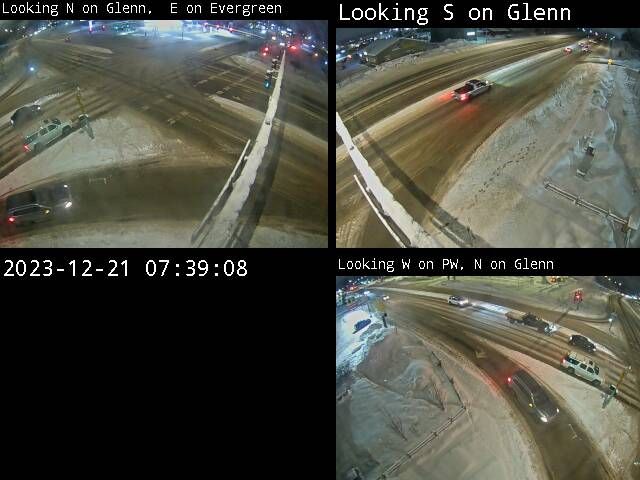 Looking N on Glenn,  E on Evergreen
Looking S on Glenn
2023-12-21 07:39:08
Looking W on PW, N on Glenn